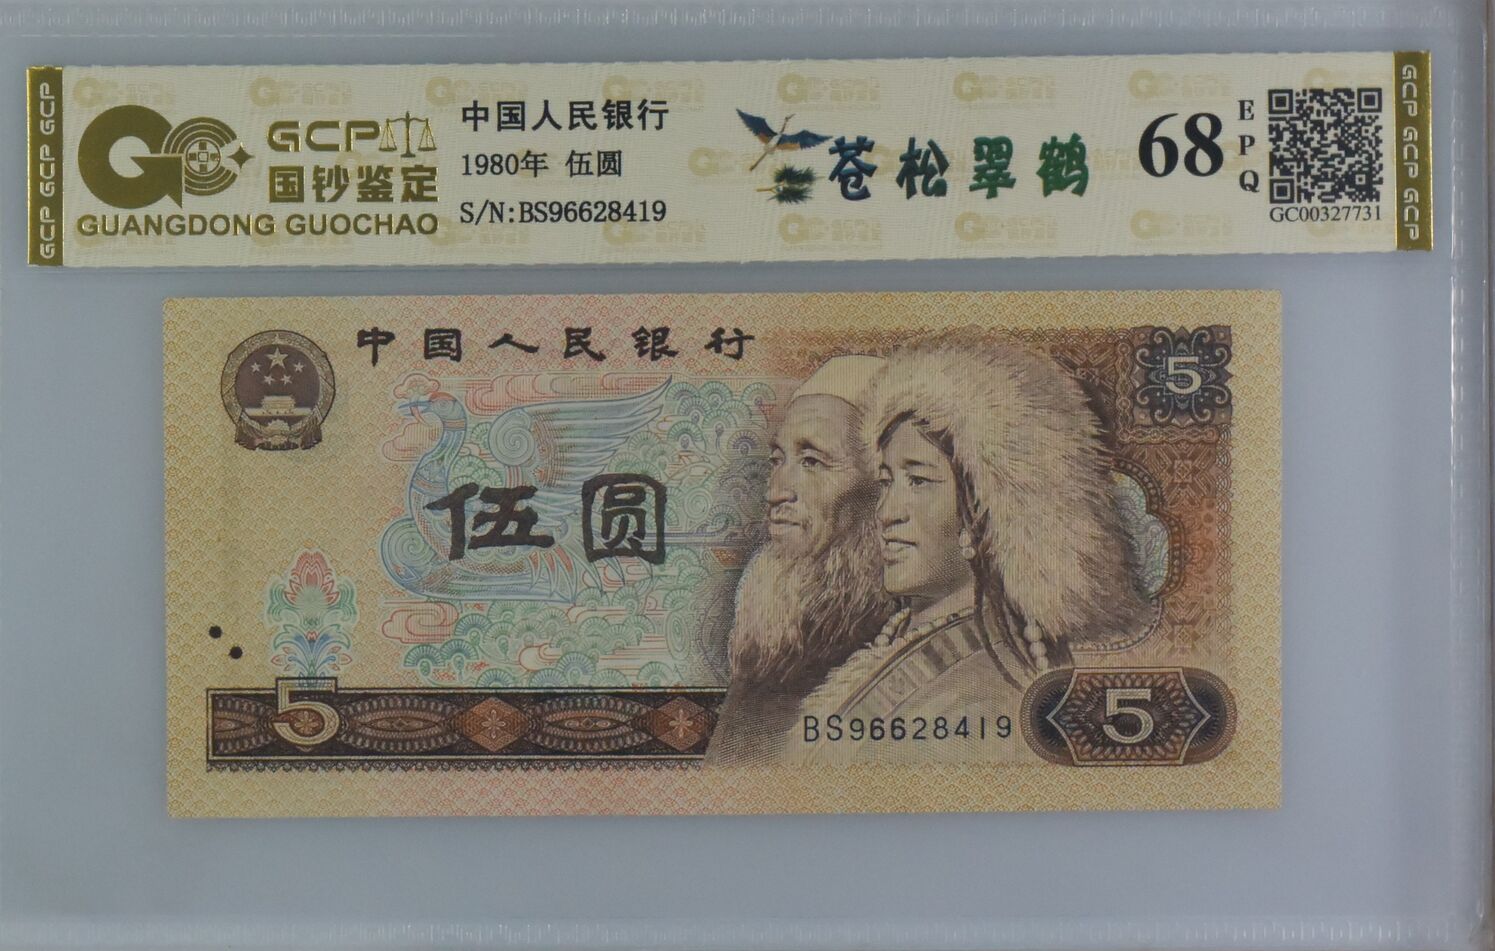 GCP GCP GCP
GCP
国钞鉴定
GUANGDONG GUOCHAO
中国人民银行
1980年 伍圆
S/N:BS96628419
苍松翠鹤
68
EPQ
GC00327731
GCP GCP GCP
中国人民银行
5
伍圆
5
BS96628419
5